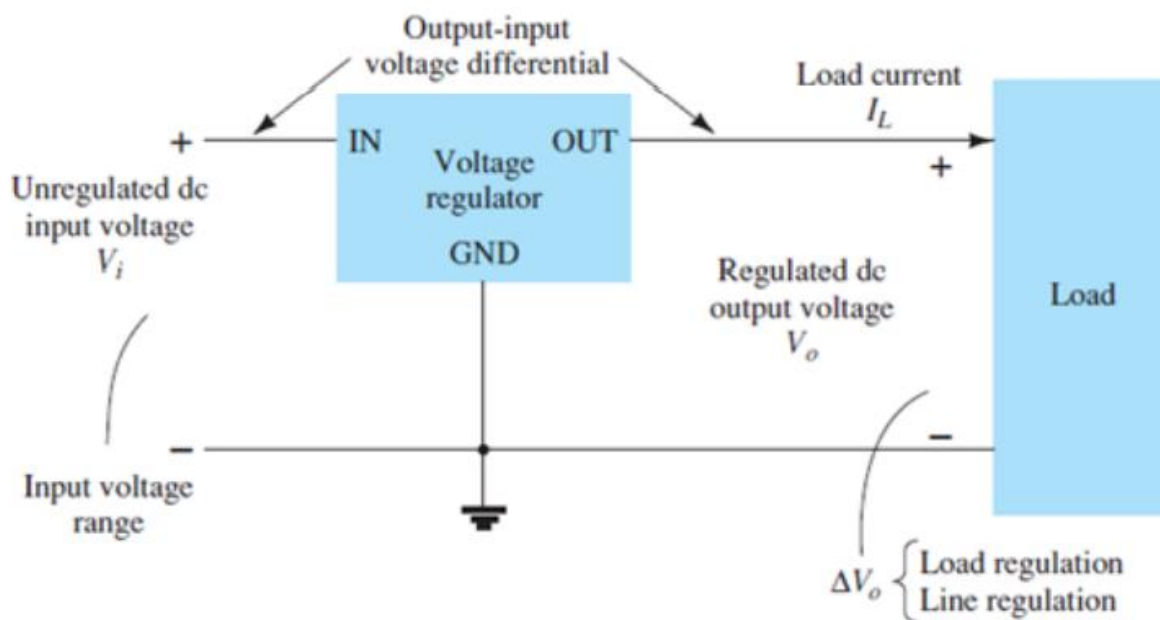 Output-input
voltage differential
Load current
I_L
+
IN
OUT
Voltage
regulator
GND
+
Unregulated dc
input voltage
V_i
Regulated dc
output voltage
V_o
Load
−
−
Input voltage
range
ΔV_o { Load regulation
Line regulation